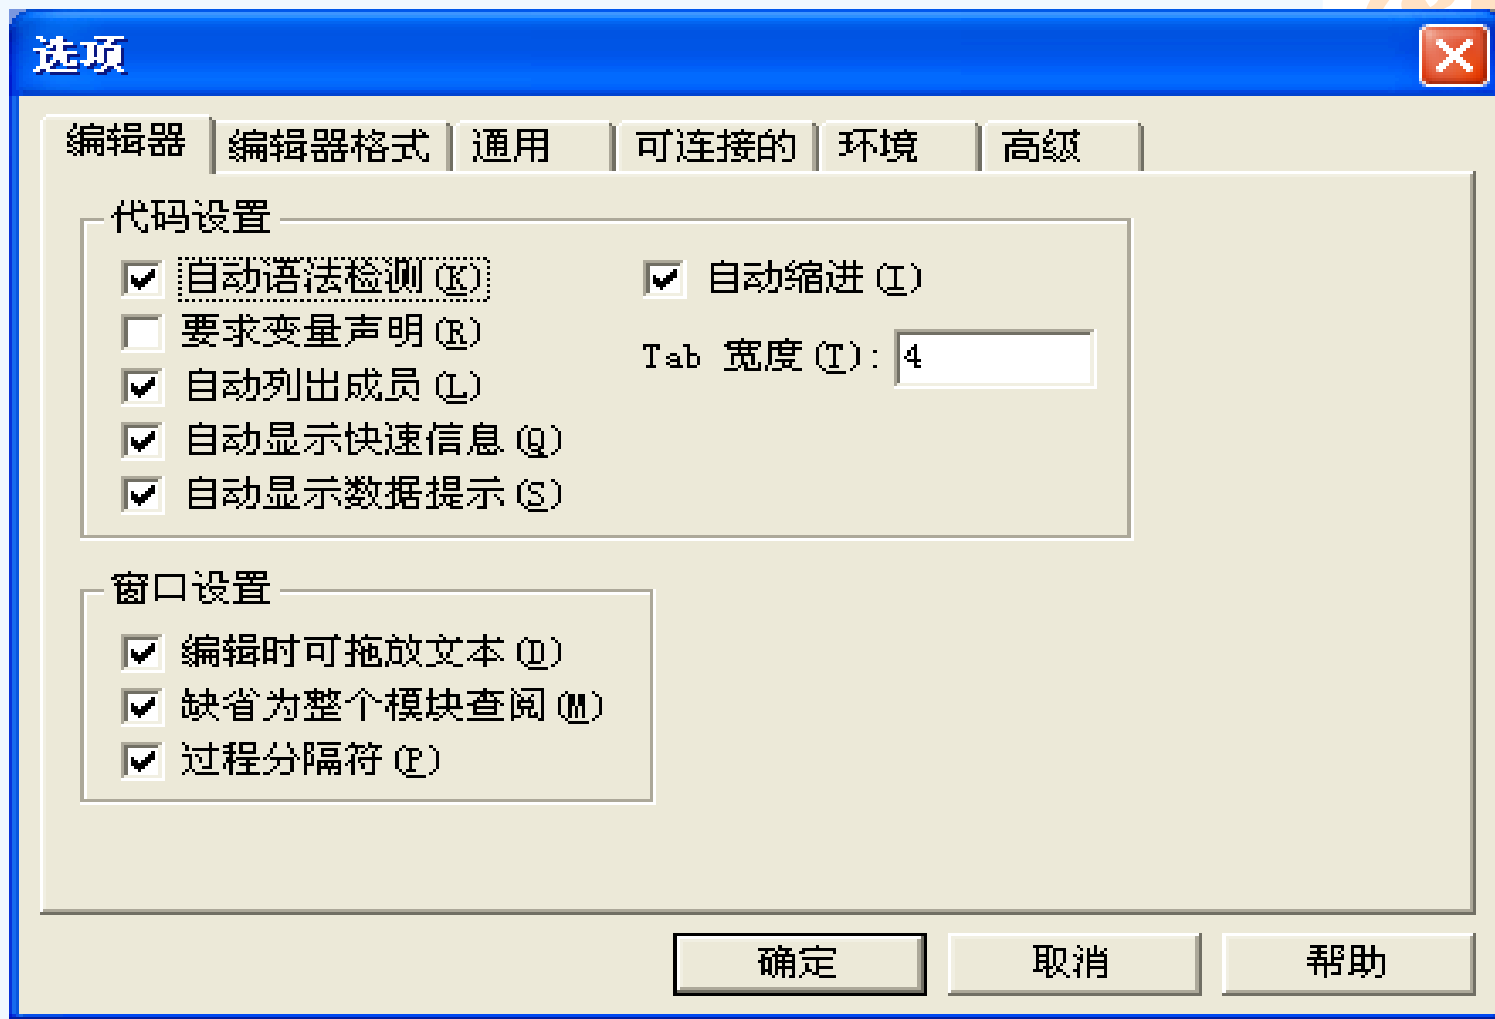 选项
编辑器 编辑器格式 通用 可连接的 环境 高级
代码设置
自动语法检测(K) 自动缩进(I)
要求变量声明(R)
Tab 宽度(T): 4
自动列出成员(L)
自动显示快速信息(Q)
自动显示数据提示(S)
窗口设置
编辑时可拖放文本(D)
缺省为整个模块查阅(M)
过程分隔符(P)
确定 取消 帮助